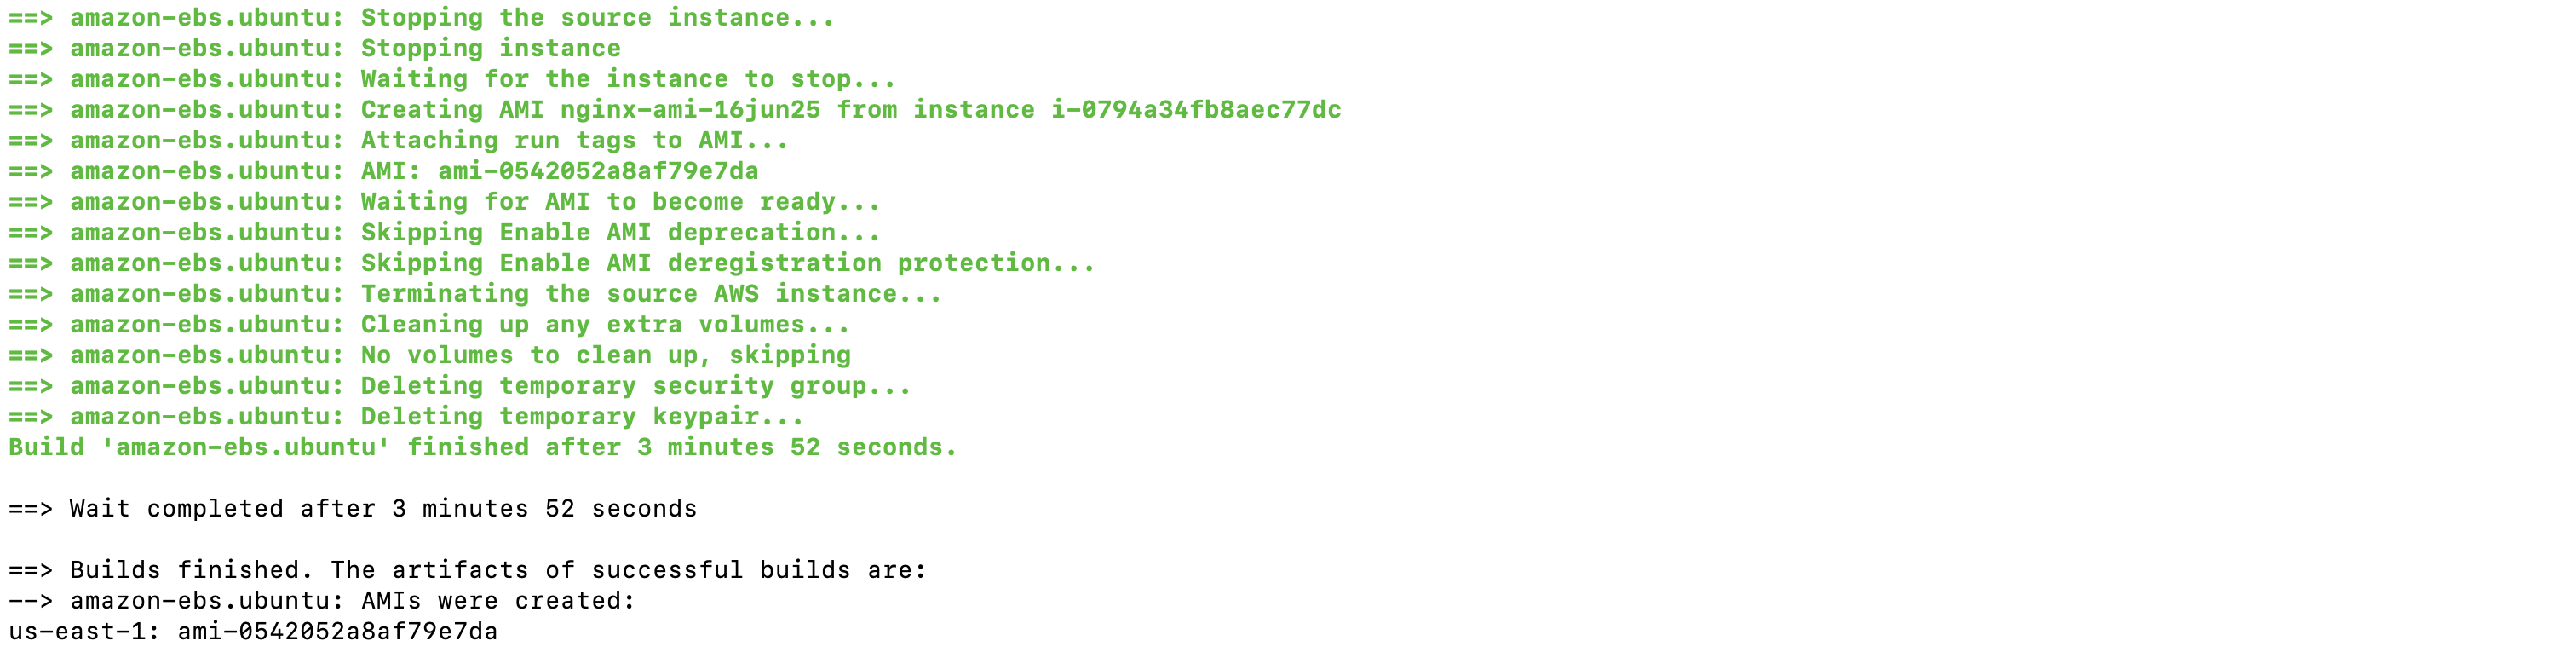 ==> amazon-ebs.ubuntu: Stopping the source instance...
==> amazon-ebs.ubuntu: Stopping instance
==> amazon-ebs.ubuntu: Waiting for the instance to stop...
==> amazon-ebs.ubuntu: Creating AMI nginx-ami-16jun25 from instance i-0794a34fb8aec77dc
==> amazon-ebs.ubuntu: Attaching run tags to AMI...
==> amazon-ebs.ubuntu: AMI: ami-0542052a8af79e7da
==> amazon-ebs.ubuntu: Waiting for AMI to become ready...
==> amazon-ebs.ubuntu: Skipping Enable AMI deprecation...
==> amazon-ebs.ubuntu: Skipping Enable AMI deregistration protection...
==> amazon-ebs.ubuntu: Terminating the source AWS instance...
==> amazon-ebs.ubuntu: Cleaning up any extra volumes...
==> amazon-ebs.ubuntu: No volumes to clean up, skipping
==> amazon-ebs.ubuntu: Deleting temporary security group...
==> amazon-ebs.ubuntu: Deleting temporary keypair...
Build 'amazon-ebs.ubuntu' finished after 3 minutes 52 seconds.

==> Wait completed after 3 minutes 52 seconds

==> Builds finished. The artifacts of successful builds are:
--> amazon-ebs.ubuntu: AMIs were created:
us-east-1: ami-0542052a8af79e7da